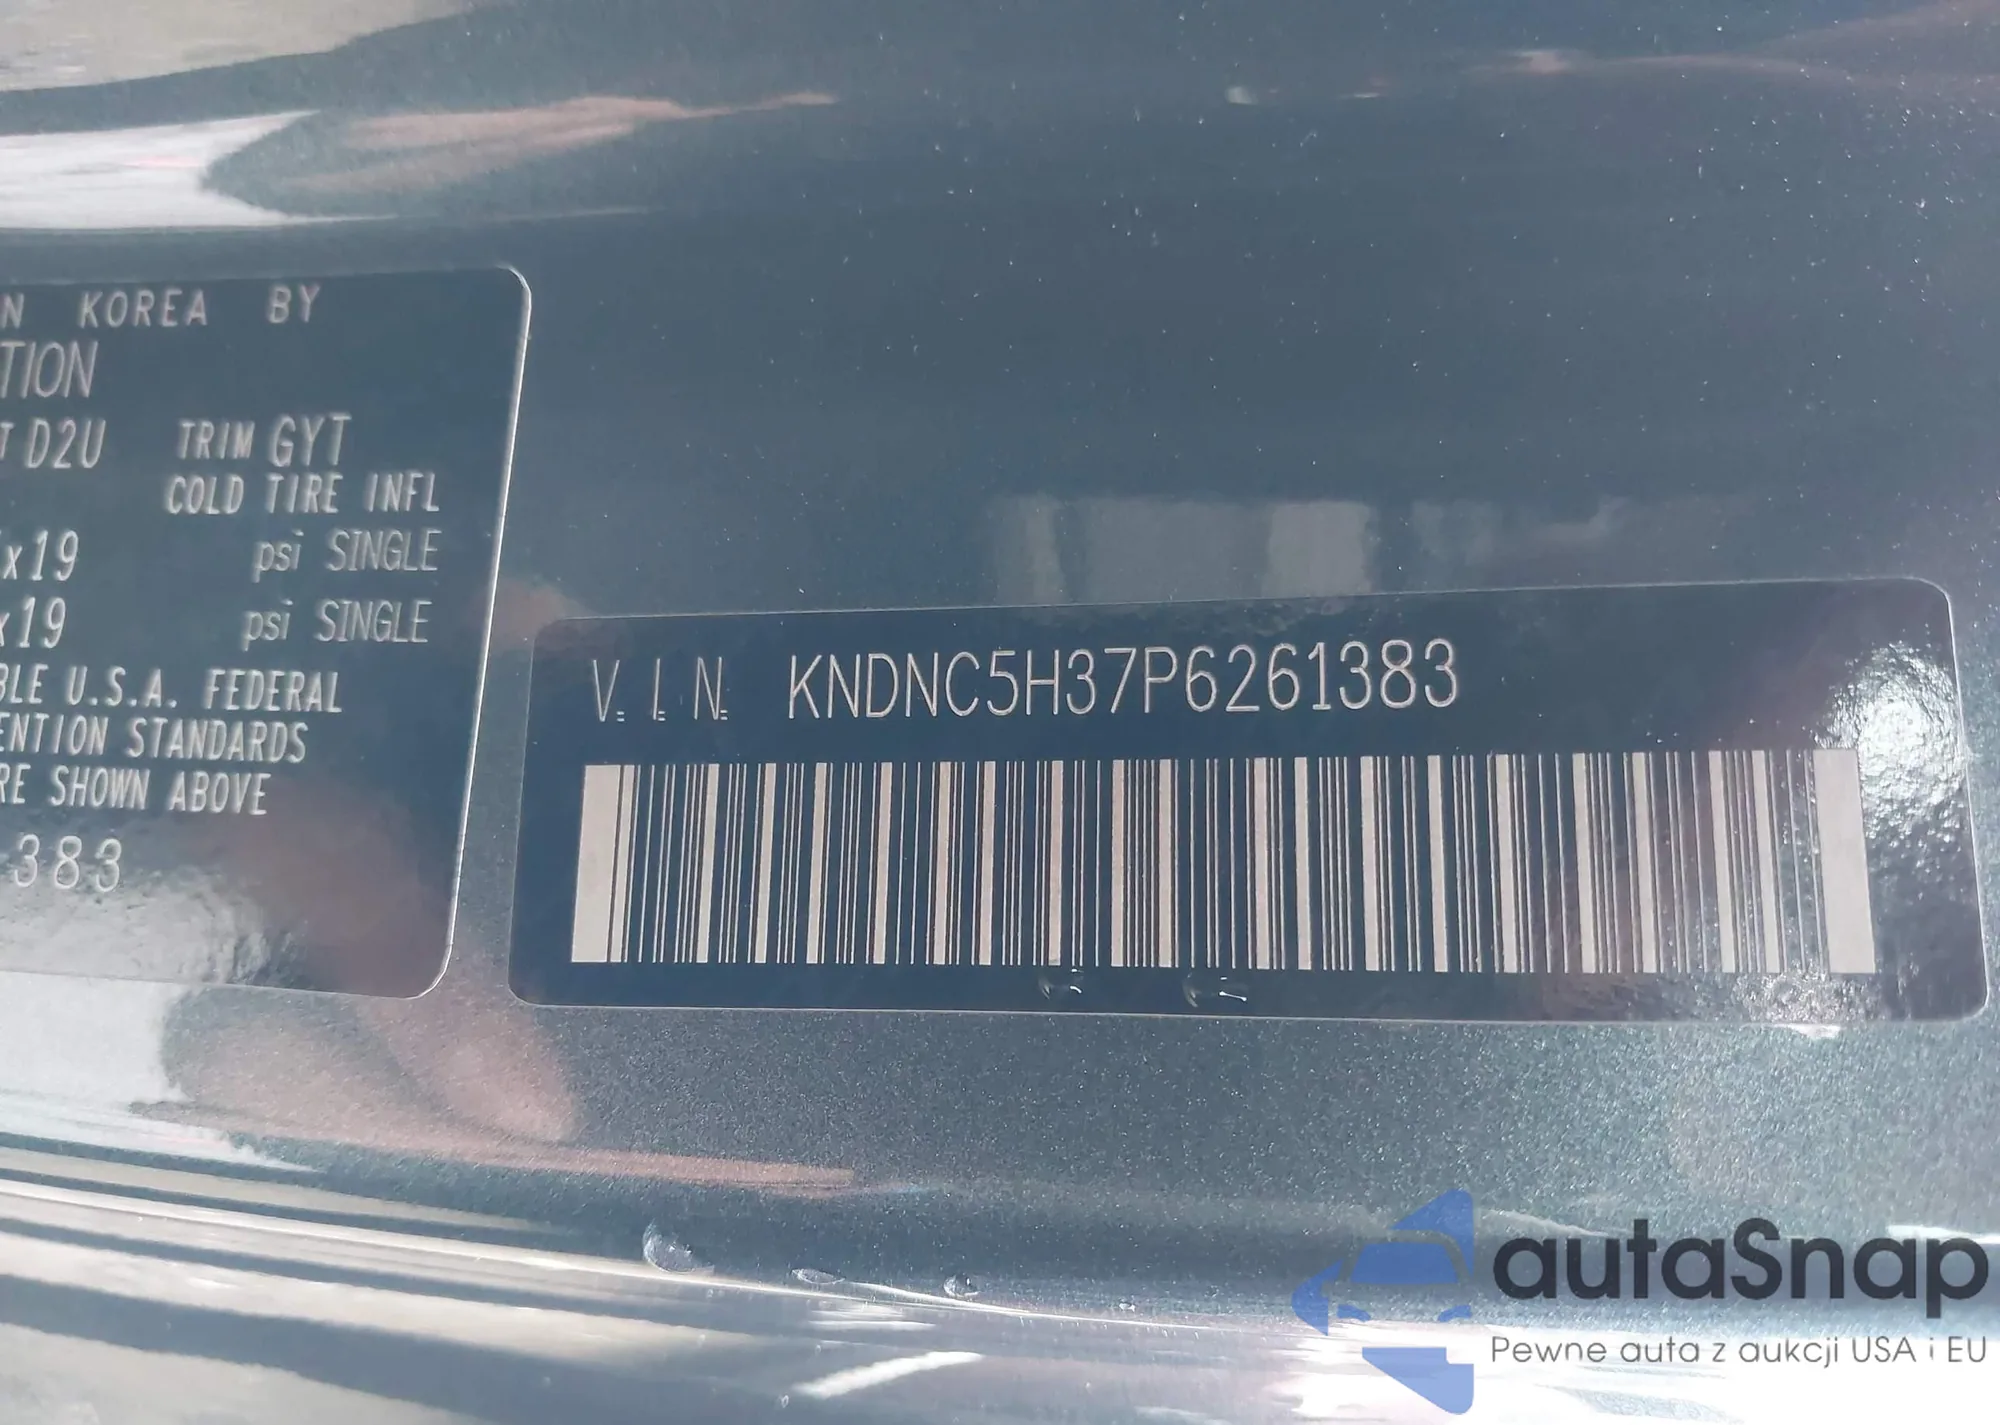 N KOREA BY
TION
T D2U TRIM GYT
COLD TIRE INFL
x19 psi SINGLE
x19 psi SINGLE
BLE U.S.A. FEDERAL
ENTION STANDARDS
RE SHOWN ABOVE
383
V.I.N. KNDNC5H37P6261383
autaSnap
Pewne auta z aukcji USA i EU